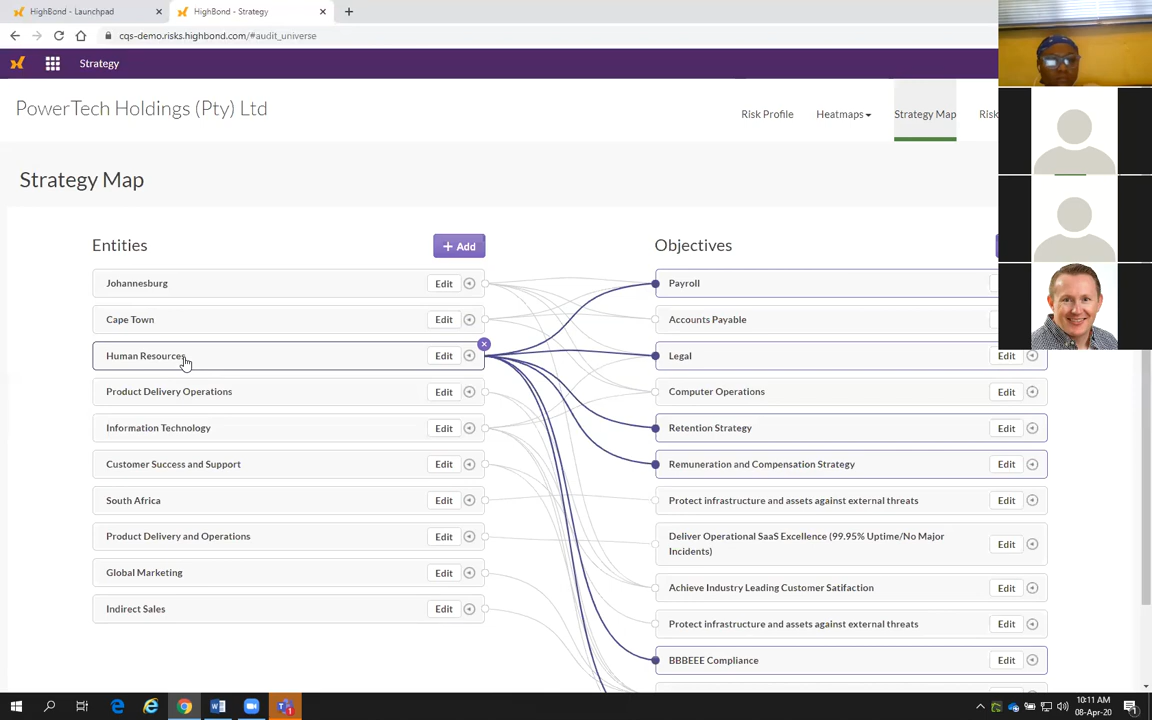 HighBond - Launchpad
HighBond - Strategy
cqs-demo.risks.highbond.com/#audit_universe
Strategy
PowerTech Holdings (Pty) Ltd
Risk Profile
Heatmaps
Strategy Map
Risk
Strategy Map
Entities
+ Add
Objectives
Johannesburg Edit
Payroll
Cape Town Edit
Accounts Payable
Human Resources Edit
Legal Edit
Product Delivery Operations Edit
Computer Operations Edit
Information Technology Edit
Retention Strategy Edit
Customer Success and Support Edit
Remuneration and Compensation Strategy Edit
South Africa Edit
Protect infrastructure and assets against external threats Edit
Product Delivery and Operations Edit
Deliver Operational SaaS Excellence (99.95% Uptime/No Major
Incidents) Edit
Global Marketing Edit
Achieve Industry Leading Customer Satifaction Edit
Indirect Sales Edit
Protect infrastructure and assets against external threats Edit
BBBEEE Compliance Edit
10:11 AM
08-Apr-20